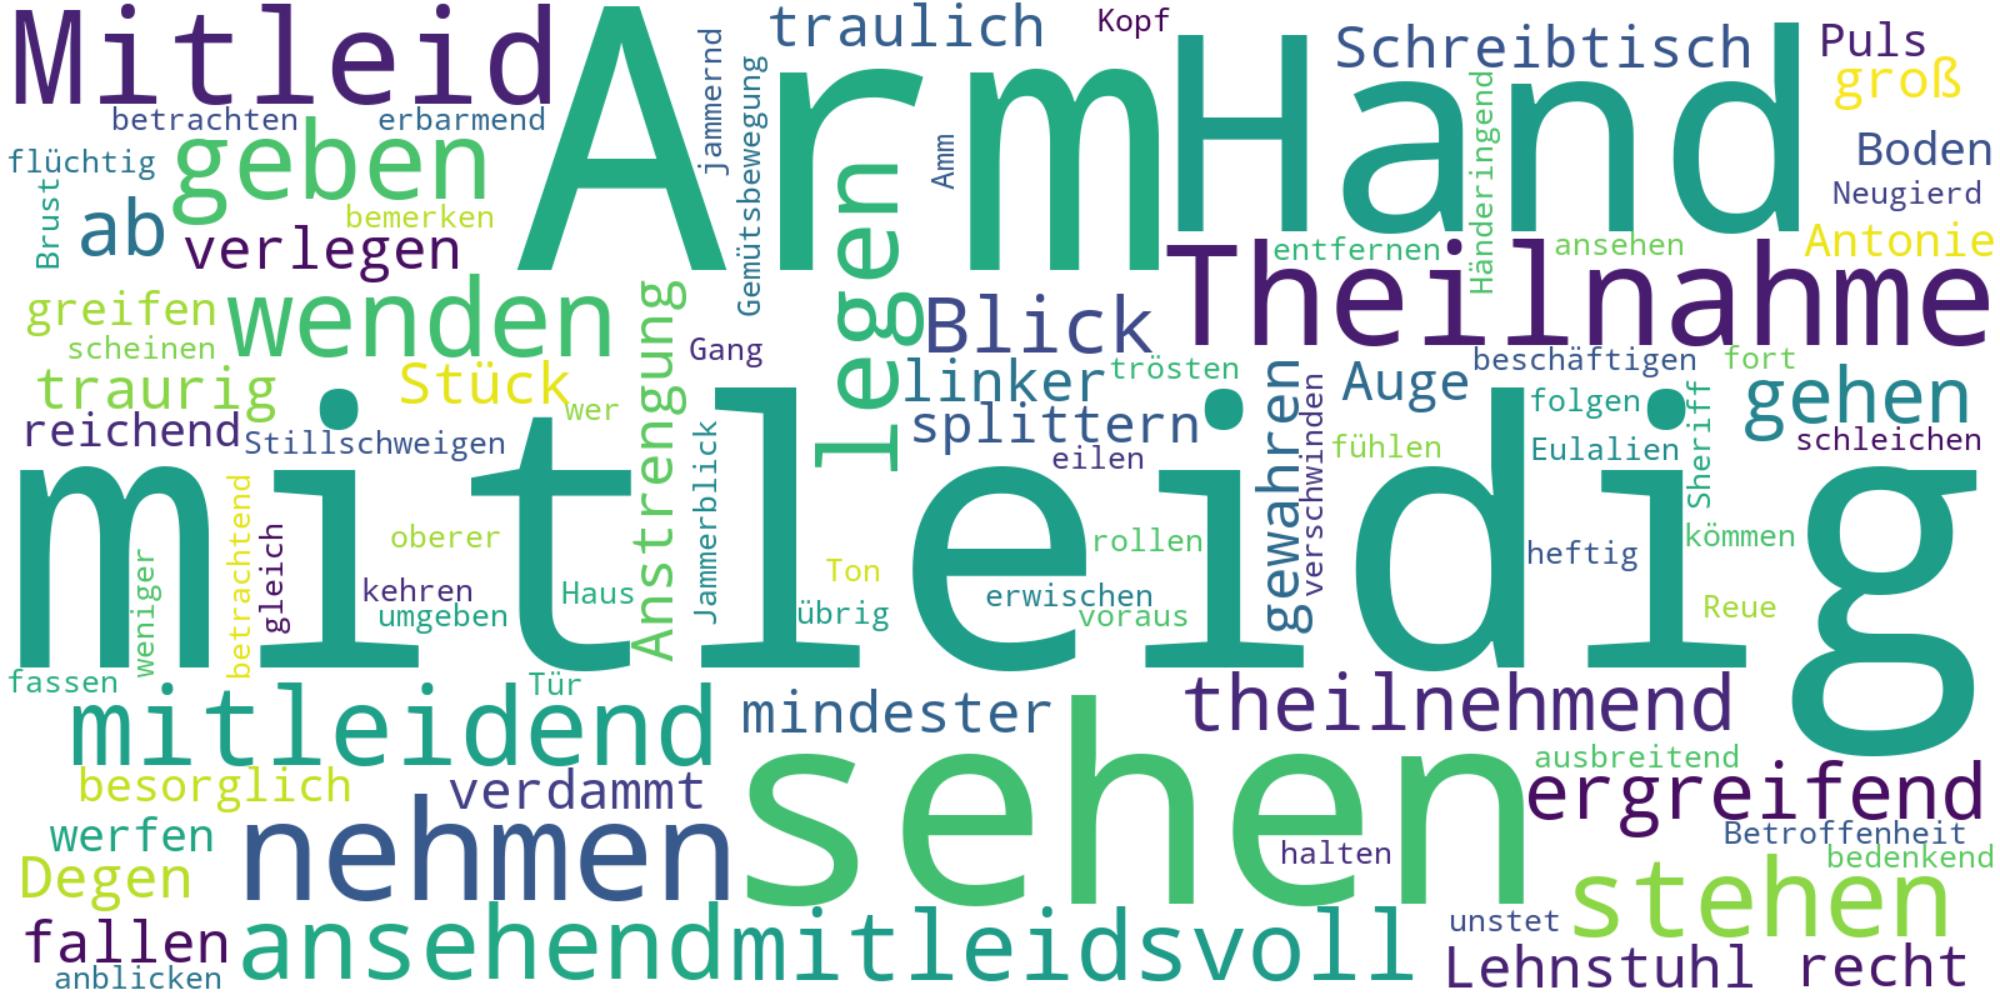 Mitleid
Arm
traulich
Kopf
Hand
Schreibtisch
Puls
groß
betrachten
erbarmend
jammernd
Gemütsbewegung
Händeringend
flüchtig
geben
Amm
Boden
Neugierd
Brust
ab
bemerken
verlegen
legen
Theilnahme
entfernen
ansehen
Antonie
greifen
wenden
scheinen
Anstrengung
Gang
Blick
traurig
Stück
wer
linker
trösten
gewahren
verschwinden
Auge
beschäftigen
fort
folgen
Sheriff
gehen
reichend
Stillschweigen
Jammerblick
splittern
eilen
fühlen
Eulalien
schleichen
mitleidig
weniger
betrachtend
gleich
oberer
kehren
umgeben
Haus
Ton
übrig
rollen
erwischen
voraus
heftig
kömmen
Reue
fassen
Tür
mitleidend
mindester
sehen
theilnehmend
besorglich
verdammt
ausbreitend
ergreifend
werfen
nehmen
halten
Betroffenheit
bedenkend
Degen
stehen
fallen
ansehend
mitleidsvoll
unstet
anblicken
Lehnstuhl
recht